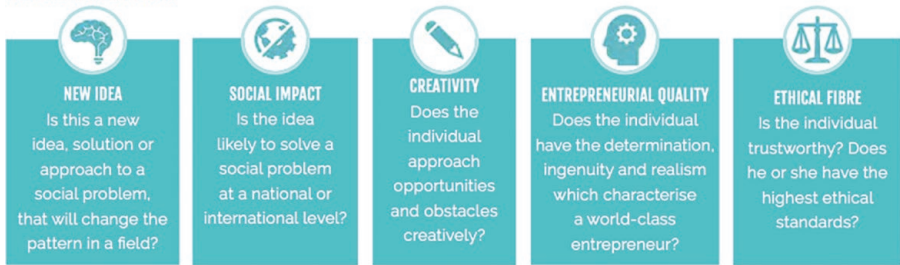 NEW IDEA
Is this a new
idea, solution or
approach to a
social problem,
that will change the
pattern in a field?
SOCIAL IMPACT
Is the idea
likely to solve a
social problem
at a national or
international level?
CREATIVITY
Does the
individual
approach
opportunities
and obstacles
creatively?
ENTREPRENEURIAL QUALITY
Does the individual
have the determination,
ingenuity and realism
which characterise
a world-class
entrepreneur?
ETHICAL FIBRE
Is the individual
trustworthy? Does
he or she have the
highest ethical
standards?